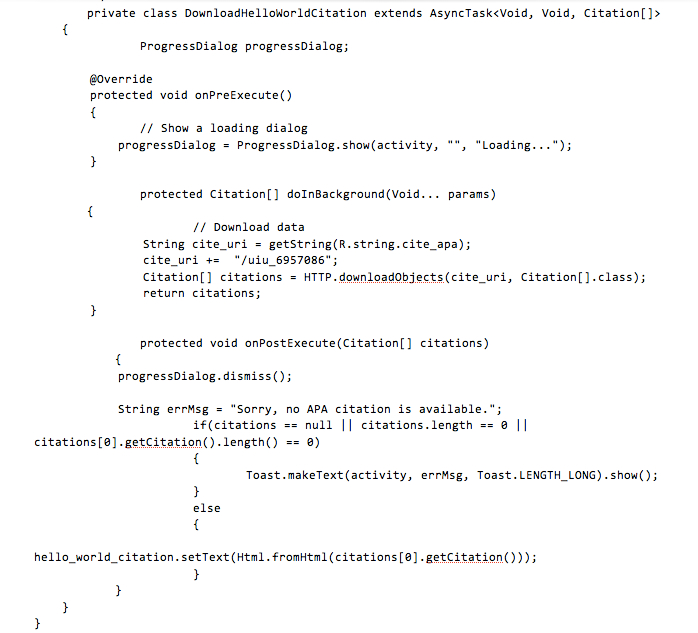 private class DownloadHelloWorldCitation extends AsyncTask<Void, Void, Citation[]>
{
ProgressDialog progressDialog;
@Override
protected void onPreExecute()
{
// Show a loading dialog
progressDialog = ProgressDialog.show(activity, "", "Loading...");
}
protected Citation[] doInBackground(Void... params)
{
// Download data
String cite_uri = getString(R.string.cite_apa);
cite_uri += "/uiu_6957086";
Citation[] citations = HTTP.downloadObjects(cite_uri, Citation[].class);
return citations;
}
protected void onPostExecute(Citation[] citations)
{
progressDialog.dismiss();
String errMsg = "Sorry, no APA citation is available.";
if(citations == null || citations.length == 0 ||
citations[0].getCitation().length() == 0)
{
Toast.makeText(activity, errMsg, Toast.LENGTH_LONG).show();
}
else
{
hello_world_citation.setText(Html.fromHtml(citations[0].getCitation()));
}
}
}
}